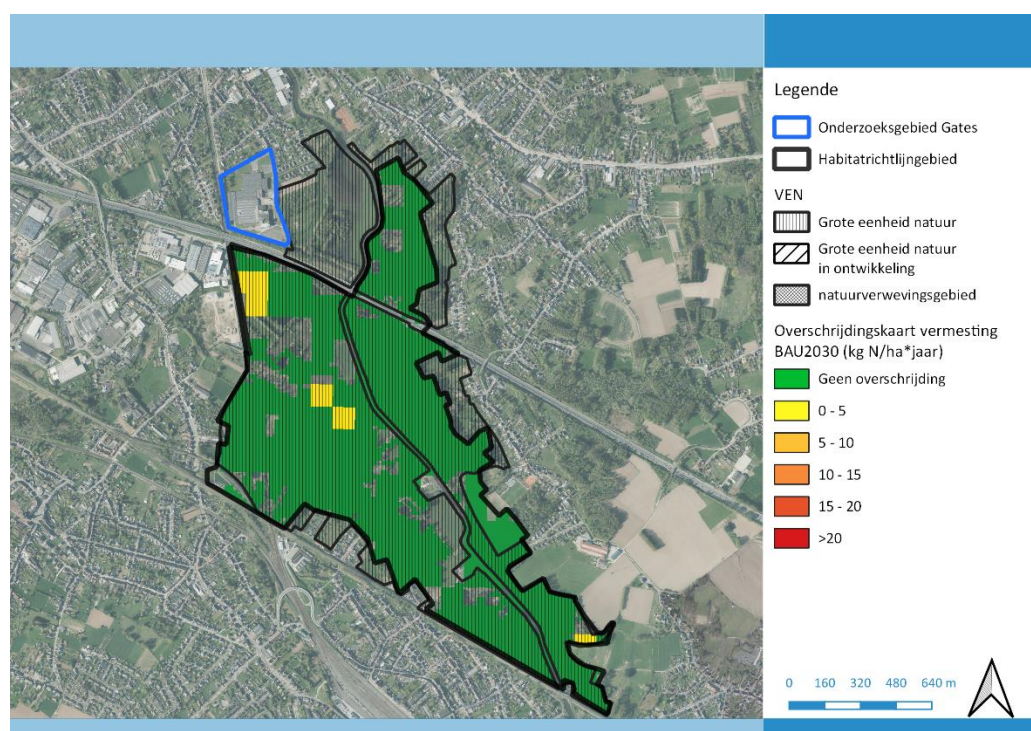 Legende
Onderzoeksgebied Gates
Habitatrichtlijngebied
VEN
Grote eenheid natuur
Grote eenheid natuur
in ontwikkeling
natuurverwevingsgebied
Overschrijdingskaart vermesting
BAU2030 (kg N/ha*jaar)
Geen overschrijding
0 - 5
5 - 10
10 - 15
15 - 20
>20
0 160 320 480 640 m